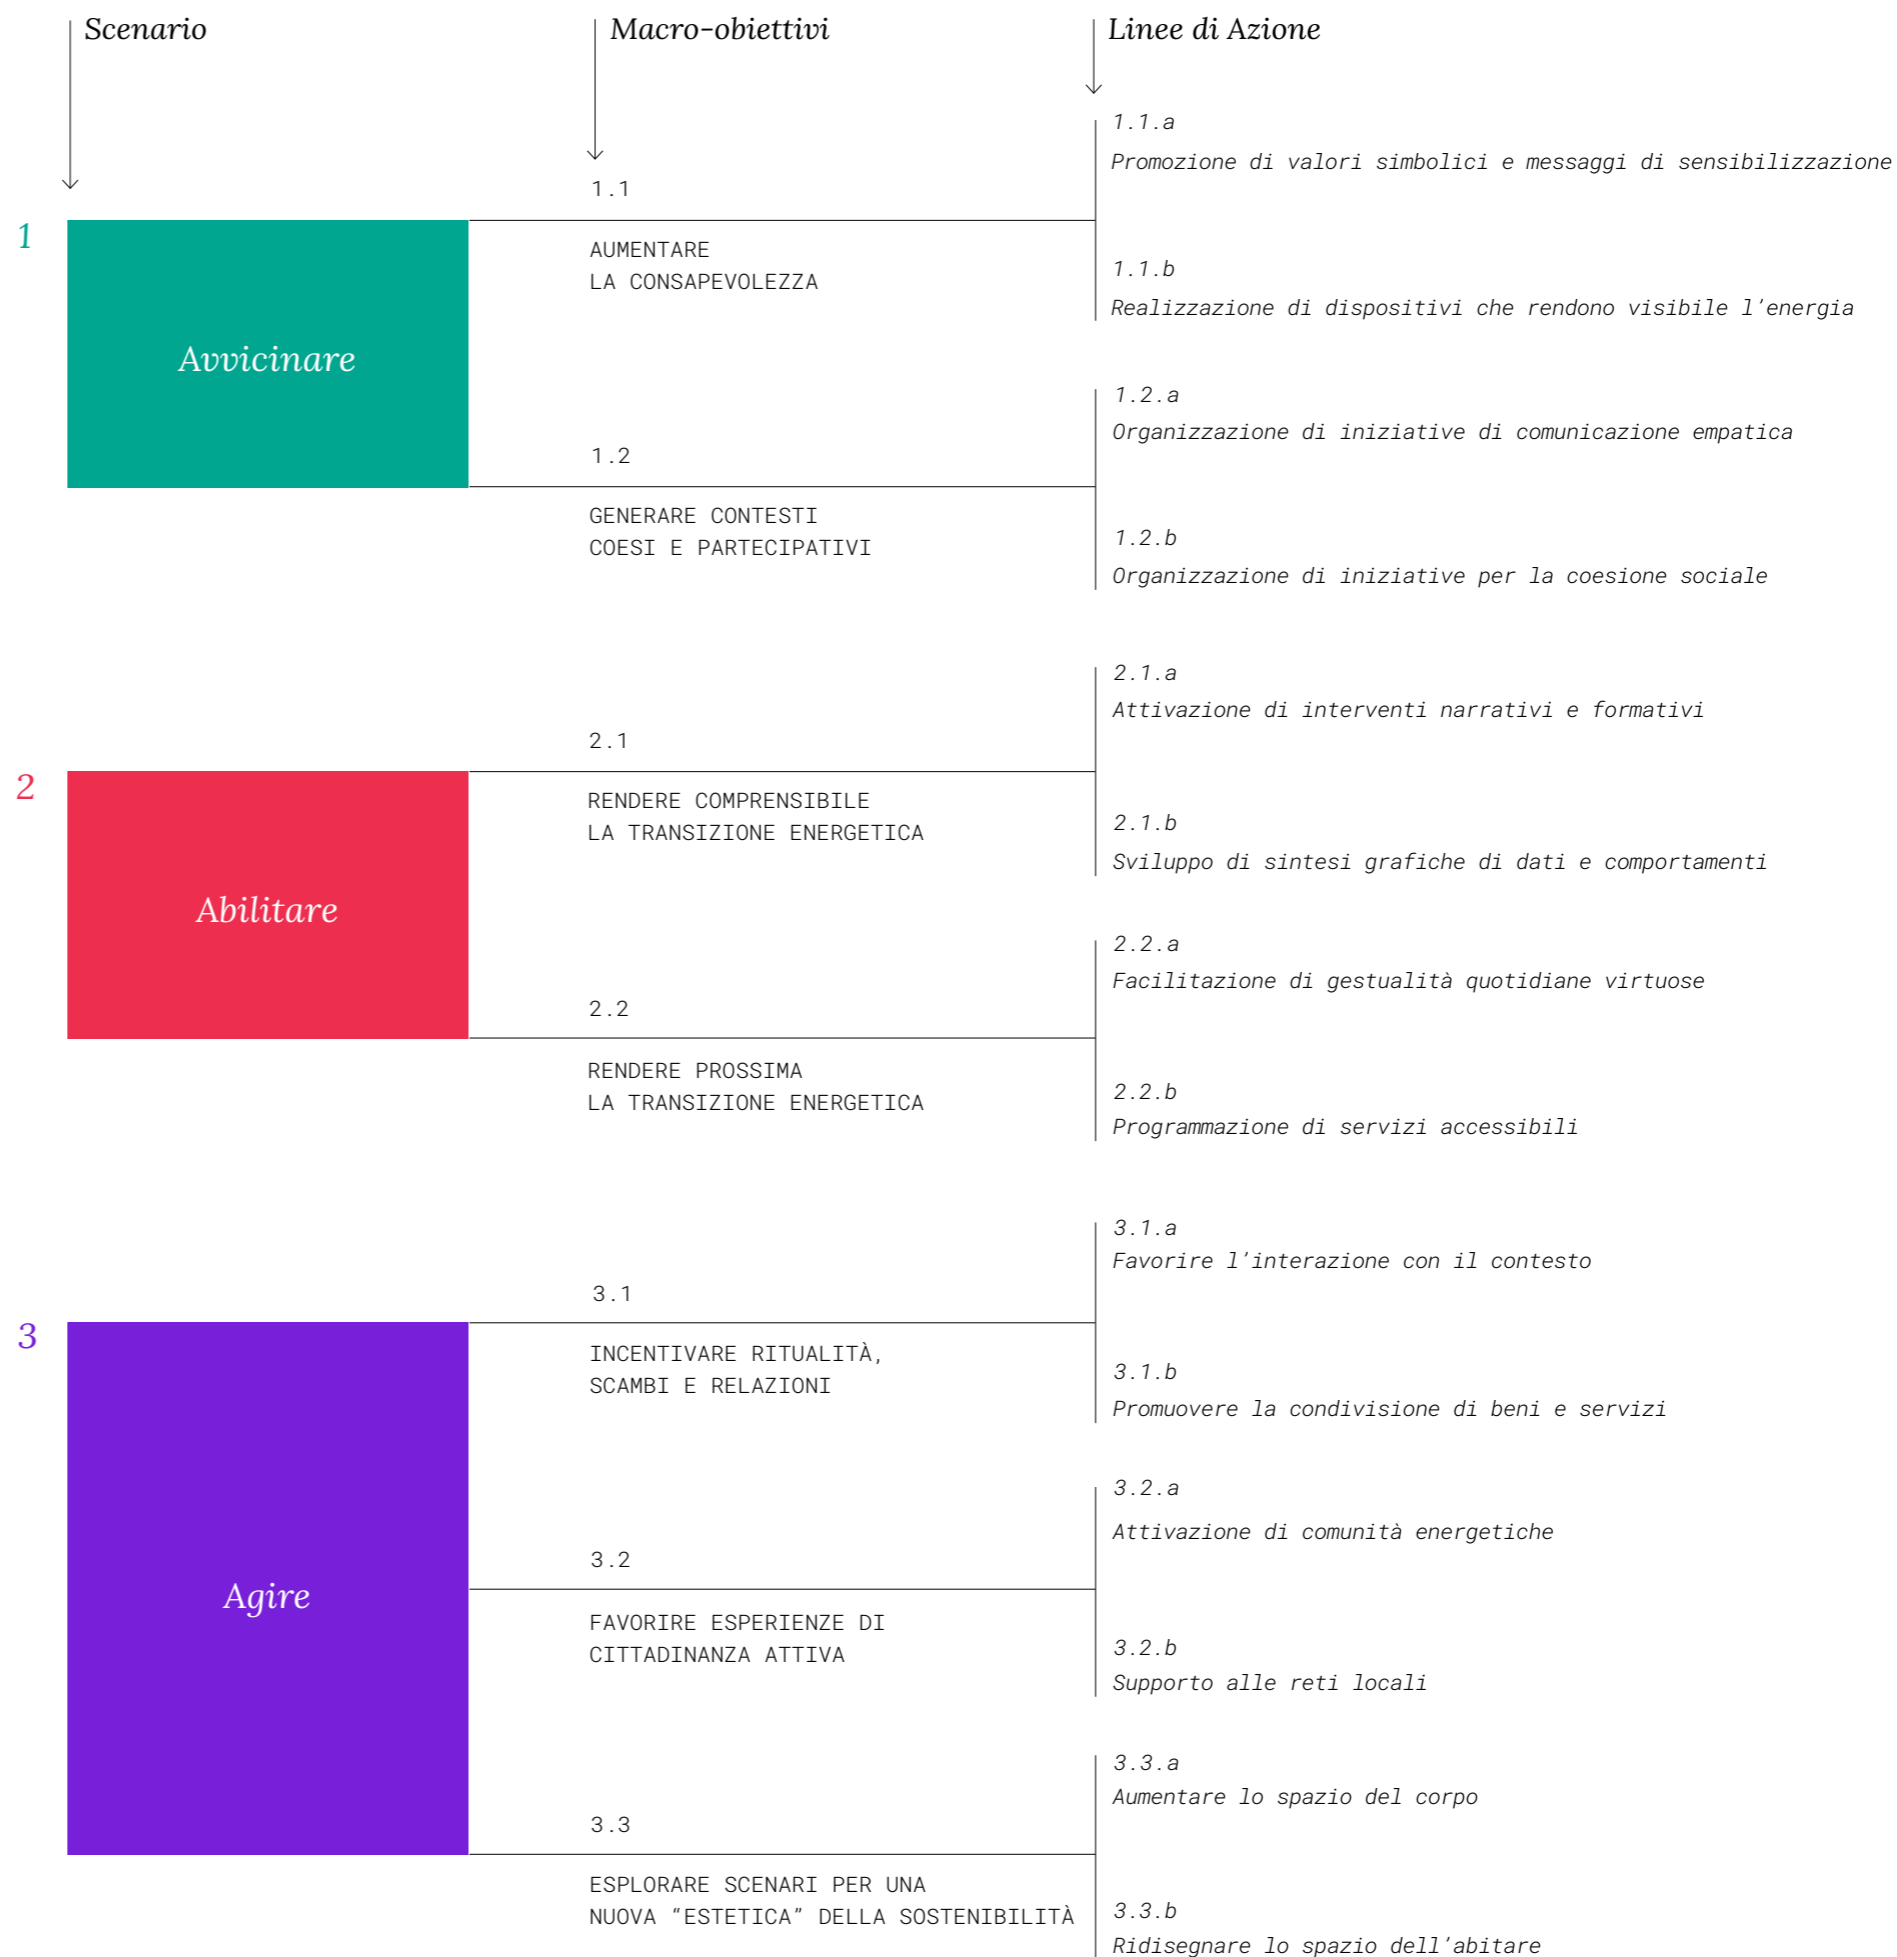 Scenario
Macro-obiettivi
Linee di Azione
1
Avvicinare
1.1
AUMENTARE
LA CONSAPEVOLEZZA
1.1.a
Promozione di valori simbolici e messaggi di sensibilizzazione
1.1.b
Realizzazione di dispositivi che rendono visibile l'energia
1.2
GENERARE CONTESTI
COESI E PARTECIPATIVI
1.2.a
Organizzazione di iniziative di comunicazione empatica
1.2.b
Organizzazione di iniziative per la coesione sociale
2
Abilitare
2.1
RENDERE COMPRENSIBILE
LA TRANSIZIONE ENERGETICA
2.1.a
Attivazione di interventi narrativi e formativi
2.1.b
Sviluppo di sintesi grafiche di dati e comportamenti
2.2
RENDERE PROSSIMA
LA TRANSIZIONE ENERGETICA
2.2.a
Facilitazione di gestualità quotidiane virtuose
2.2.b
Programmazione di servizi accessibili
3
Agire
3.1
INCENTIVARE RITUALITÀ,
SCAMBI E RELAZIONI
3.1.a
Favorire l'interazione con il contesto
3.1.b
Promuovere la condivisione di beni e servizi
3.2
FAVORIRE ESPERIENZE DI
CITTADINANZA ATTIVA
3.2.a
Attivazione di comunità energetiche
3.2.b
Supporto alle reti locali
3.3
ESPLORARE SCENARI PER UNA
NUOVA “ESTETICA” DELLA SOSTENIBILITÀ
3.3.a
Aumentare lo spazio del corpo
3.3.b
Ridisegnare lo spazio dell'abitare